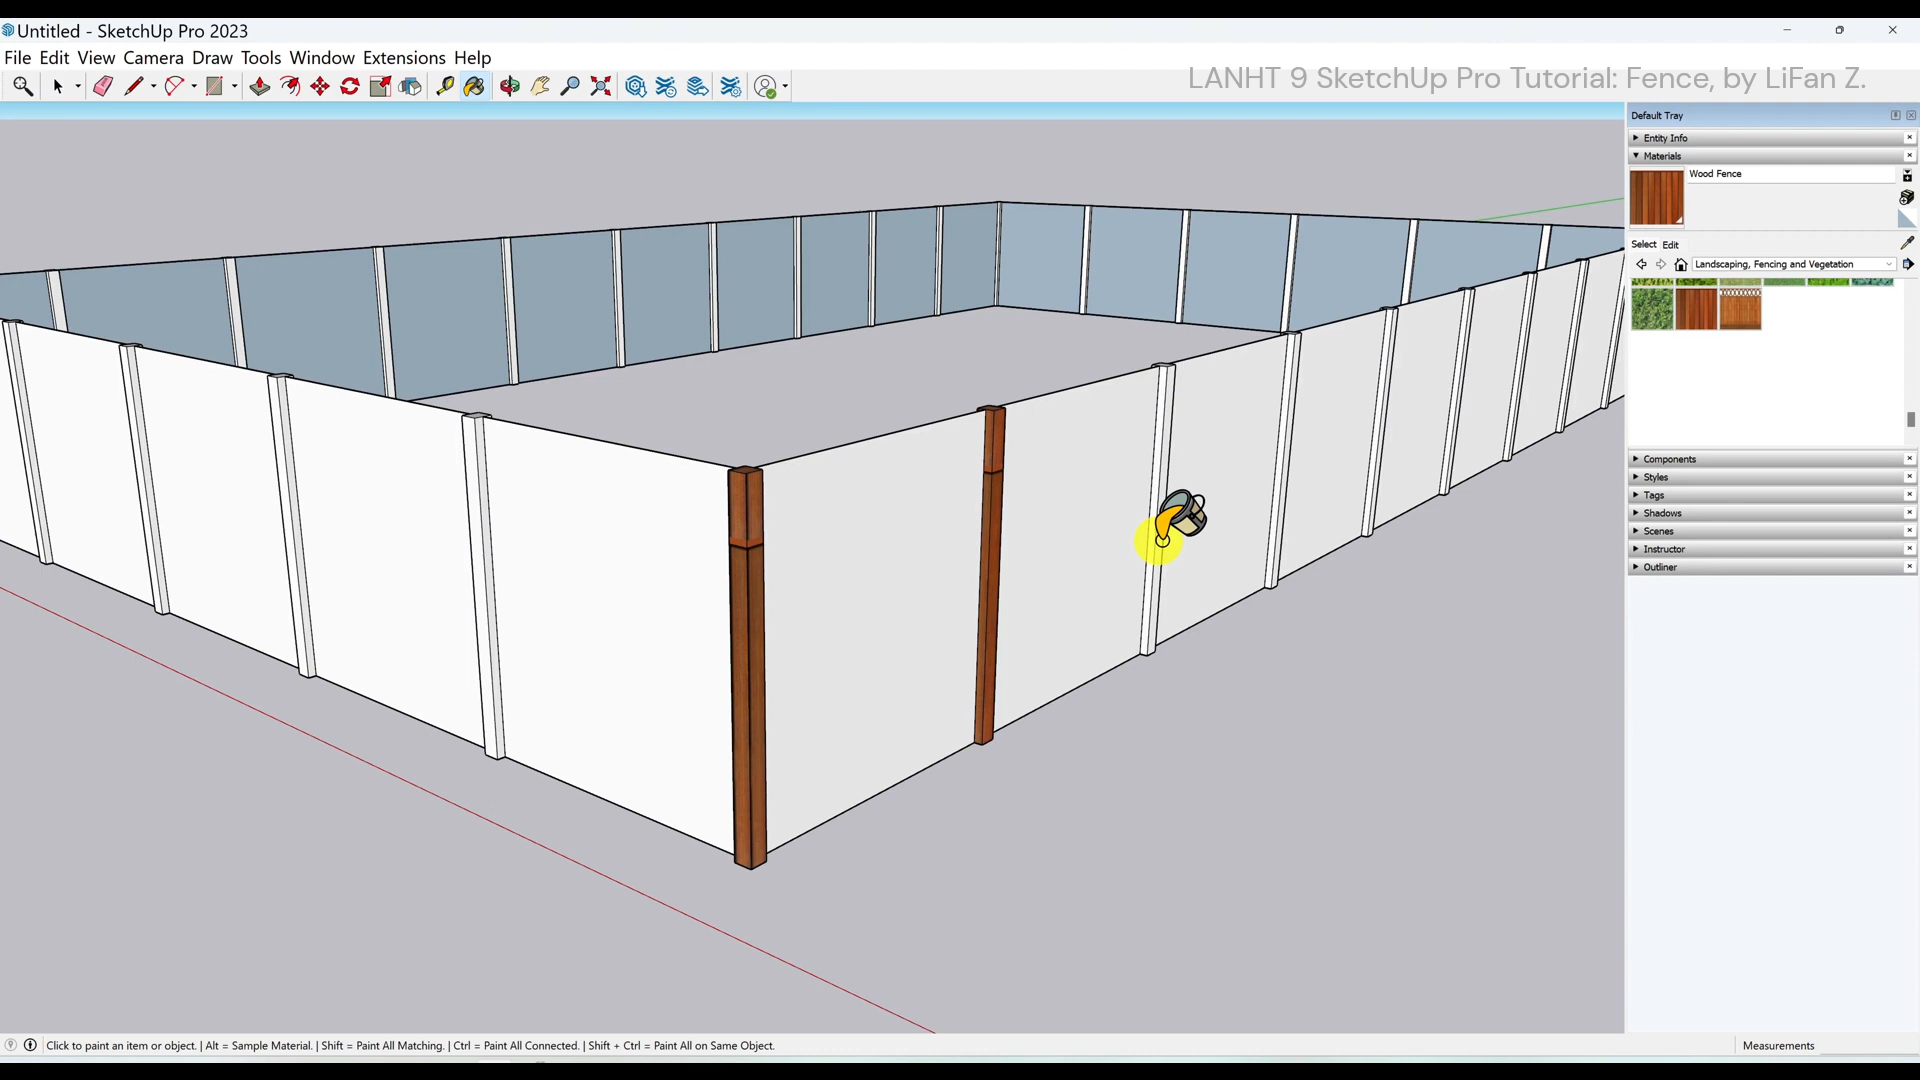 Untitled - SketchUp Pro 2023
File Edit View Camera Draw Tools Window Extensions Help
LANHT 9 SketchUp Pro Tutorial: Fence, by LiFan Z.
Default Tray
Entity Info
Materials
Wood Fence
Select Edit
Landscaping, Fencing and Vegetation
Components
Styles
Tags
Shadows
Scenes
Instructor
Outliner
Click to paint an item or object. | Alt = Sample Material. | Shift = Paint All Matching. | Ctrl = Paint All Connected. | Shift + Ctrl = Paint All on Same Object.
Measurements